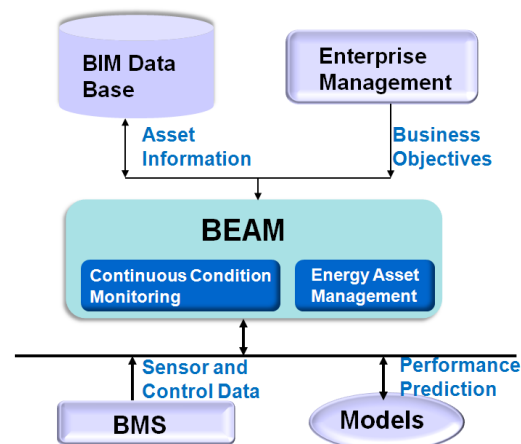 BIM Data
Base
Enterprise
Management
Asset
Information
Business
Objectives
BEAM
Continuous Condition
Monitoring
Energy Asset
Management
Sensor and
Control Data
Performance
Prediction
BMS
Models